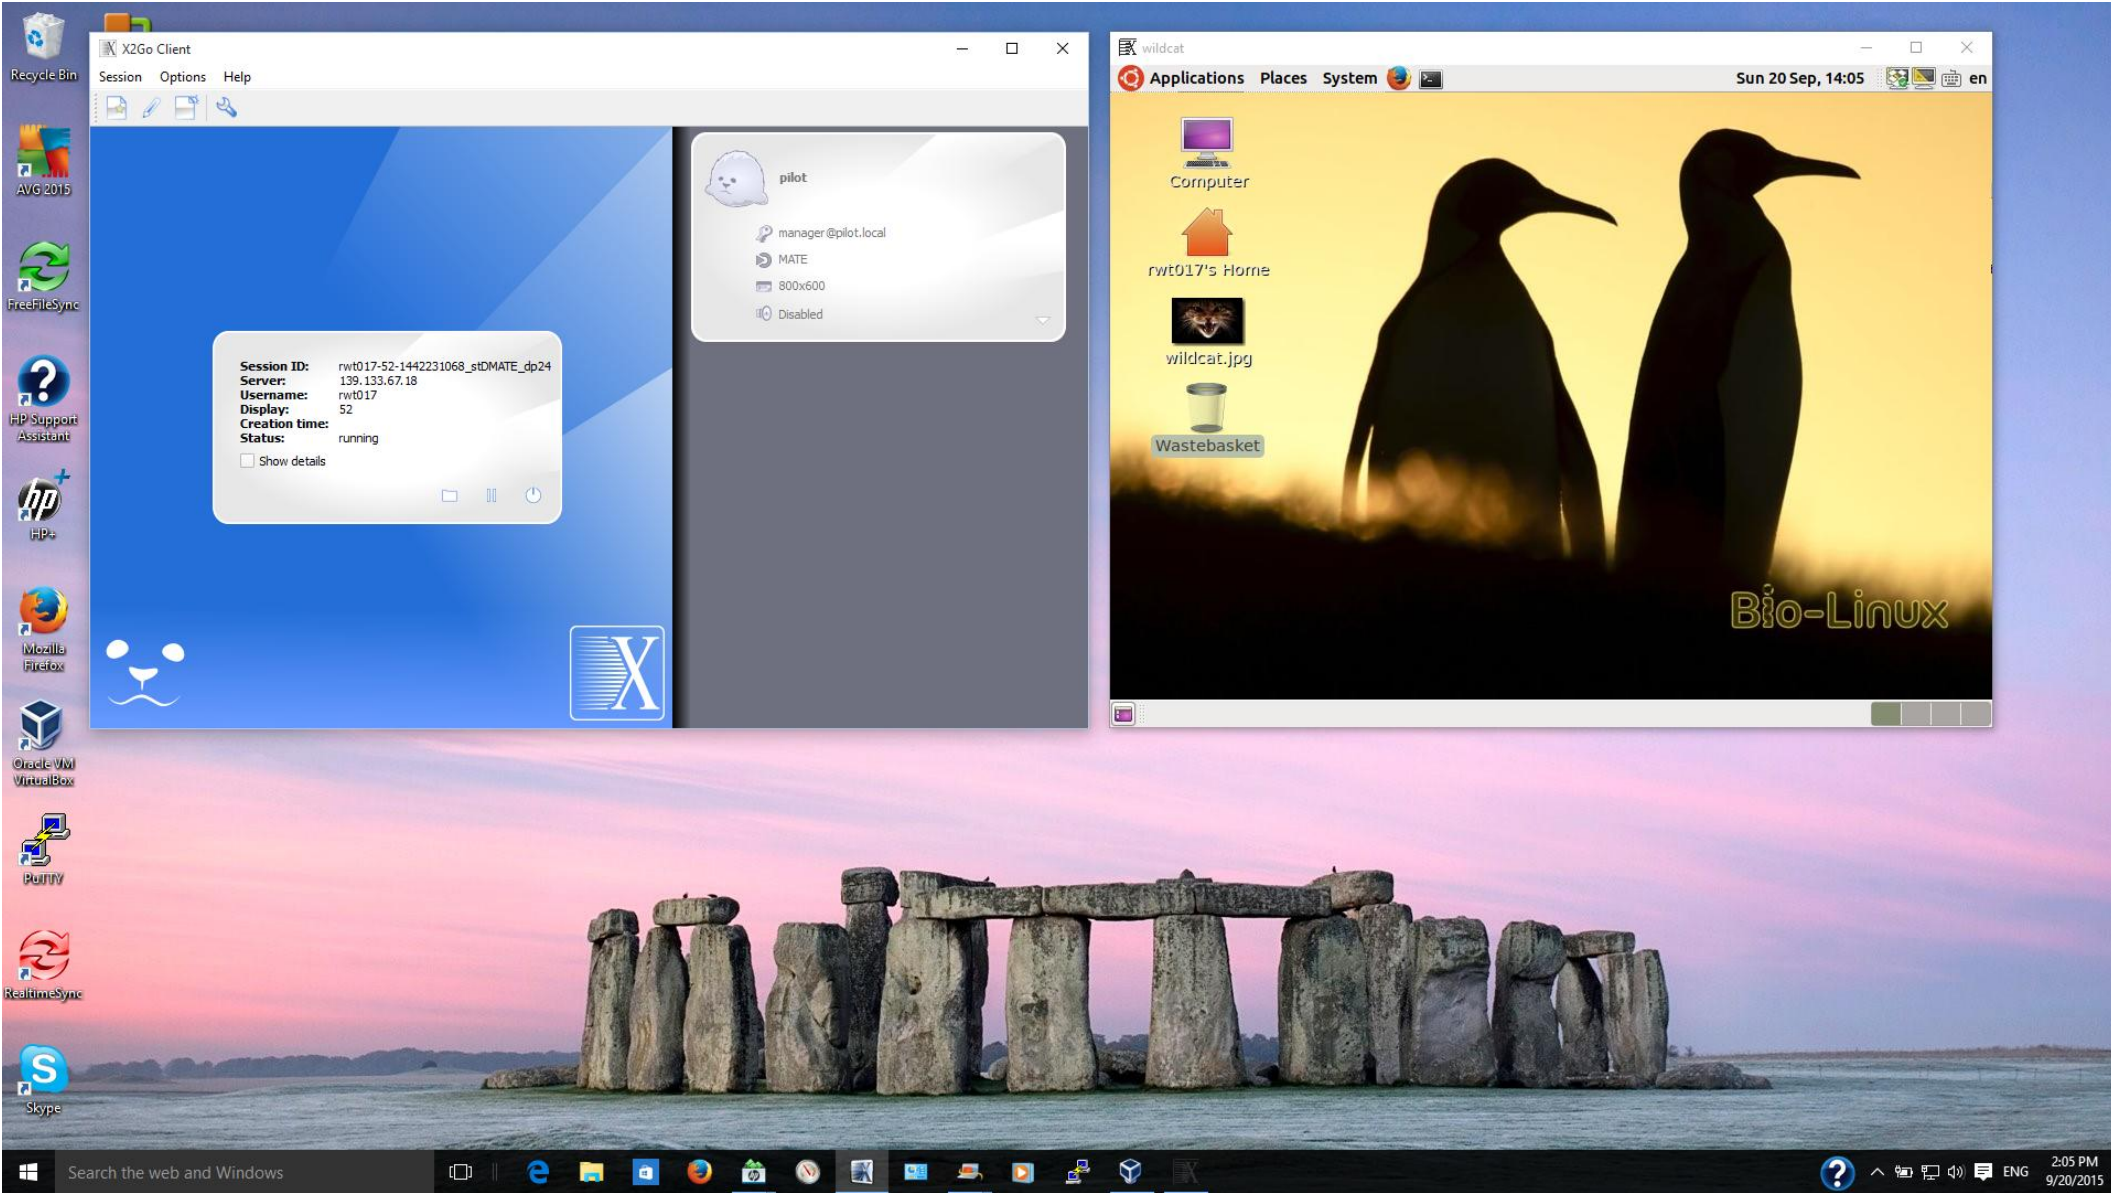 Recycle Bin
AVG 2015
FreeFileSync
HP Support
Assistant
hp
HP+
Mozilla
Firefox
Oracle VM
VirtualBox
PuTTY
RealtimeSync
S
Skype
X2Go Client
Session Options Help
Session ID: rwt017-52-1442231068_stDMATE_dp24
Server: 139.133.67.18
Username: rwt017
Display: 52
Creation time:
Status: running
Show details
X
pilot
manager@pilot.local
MATE
800x600
Disabled
wildcat
Applications Places System
Sun 20 Sep, 14:05 en
Computer
rwt017's Home
wildcat.jpg
Wastebasket
Bio-Linux
Search the web and Windows
ENG
2:05 PM
9/20/2015